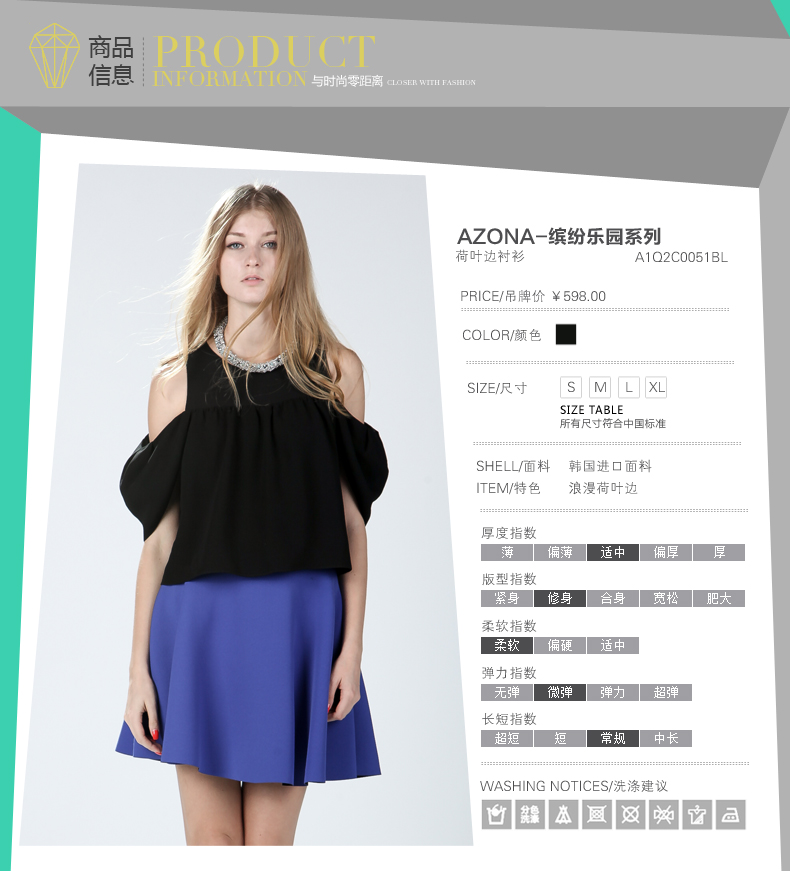 商品
信息
PRODUCT
INFORMATION 与时尚零距离 CLOSER WITH FASHION
AZONA-缤纷乐园系列
荷叶边衬衫 A1Q2C0051BL
PRICE/吊牌价 ￥598.00
COLOR/颜色
SIZE/尺寸 S M L XL
SIZE TABLE
所有尺寸符合中国标准
SHELL/面料 韩国进口面料
ITEM/特色 浪漫荷叶边
厚度指数
薄 偏薄 适中 偏厚 厚
版型指数
紧身 修身 合身 宽松 肥大
柔软指数
柔软 偏硬 适中
弹力指数
无弹 微弹 弹力 超弹
长短指数
超短 短 常规 中长
WASHING NOTICES/洗涤建议
分色
洗涤